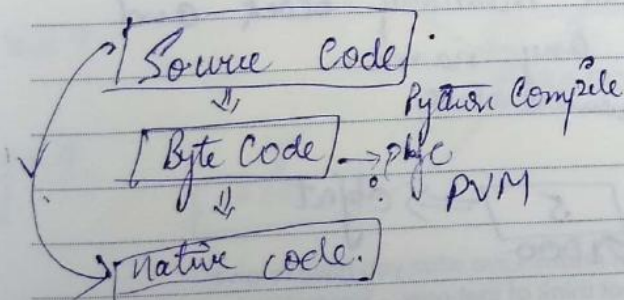 Source Code
Python Compile
Byte Code → pyc
PVM
native code.